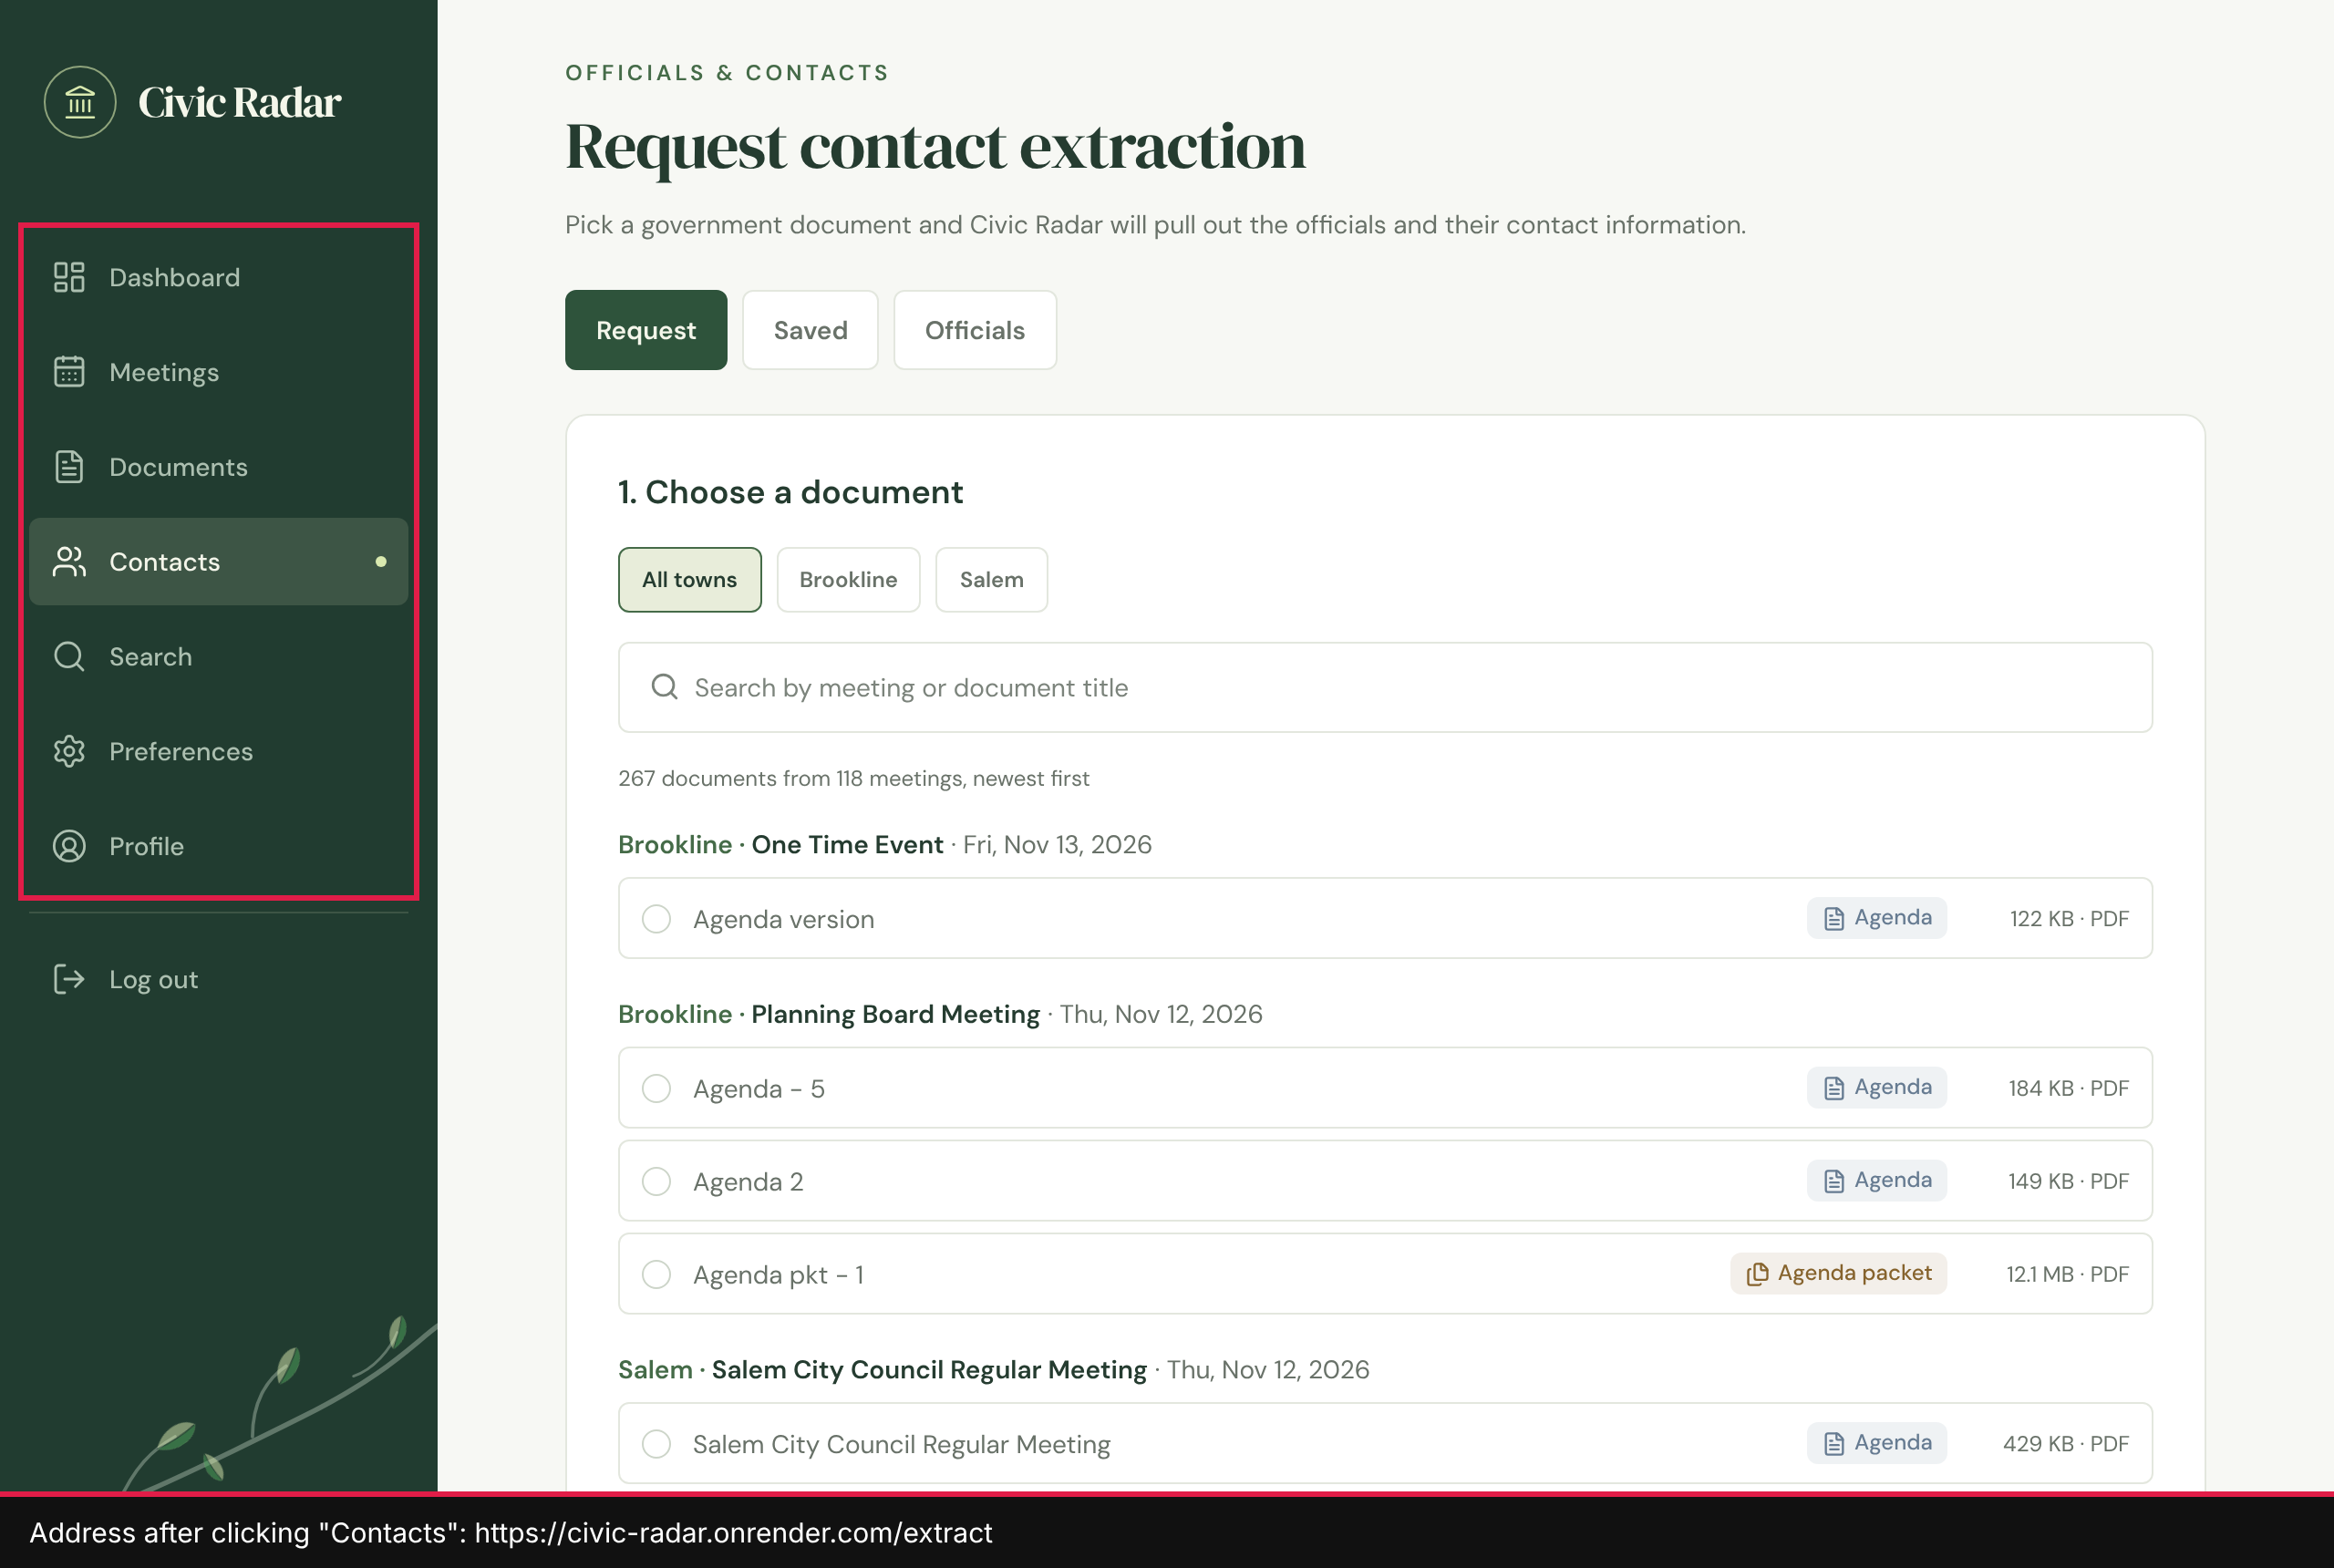 Civic Radar
Dashboard
Meetings
Documents
Contacts
Search
Preferences
Profile
Log out
OFFICIALS & CONTACTS
Request contact extraction
Pick a government document and Civic Radar will pull out the officials and their contact information.
Request Saved Officials
1. Choose a document
All towns Brookline Salem
Search by meeting or document title
267 documents from 118 meetings, newest first
Brookline · One Time Event · Fri, Nov 13, 2026
Agenda version Agenda 122 KB · PDF
Brookline · Planning Board Meeting · Thu, Nov 12, 2026
Agenda - 5 Agenda 184 KB · PDF
Agenda 2 Agenda 149 KB · PDF
Agenda pkt - 1 Agenda packet 12.1 MB · PDF
Salem · Salem City Council Regular Meeting · Thu, Nov 12, 2026
Salem City Council Regular Meeting Agenda 429 KB · PDF
Address after clicking "Contacts": https://civic-radar.onrender.com/extract